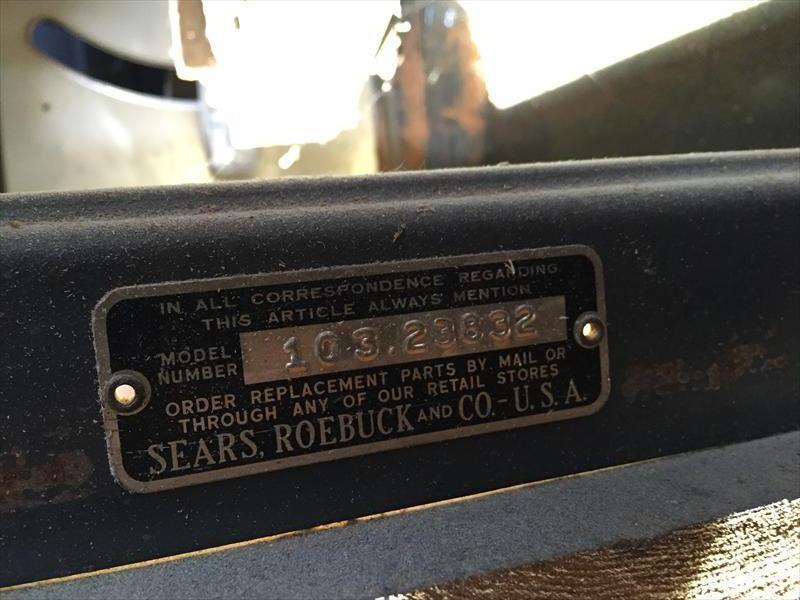 IN ALL CORRESPONDENCE REGARDING
THIS ARTICLE ALWAYS MENTION
MODEL NUMBER 103.23832
ORDER REPLACEMENT PARTS BY MAIL OR
THROUGH ANY OF OUR RETAIL STORES
SEARS, ROEBUCK AND CO. - U.S.A.